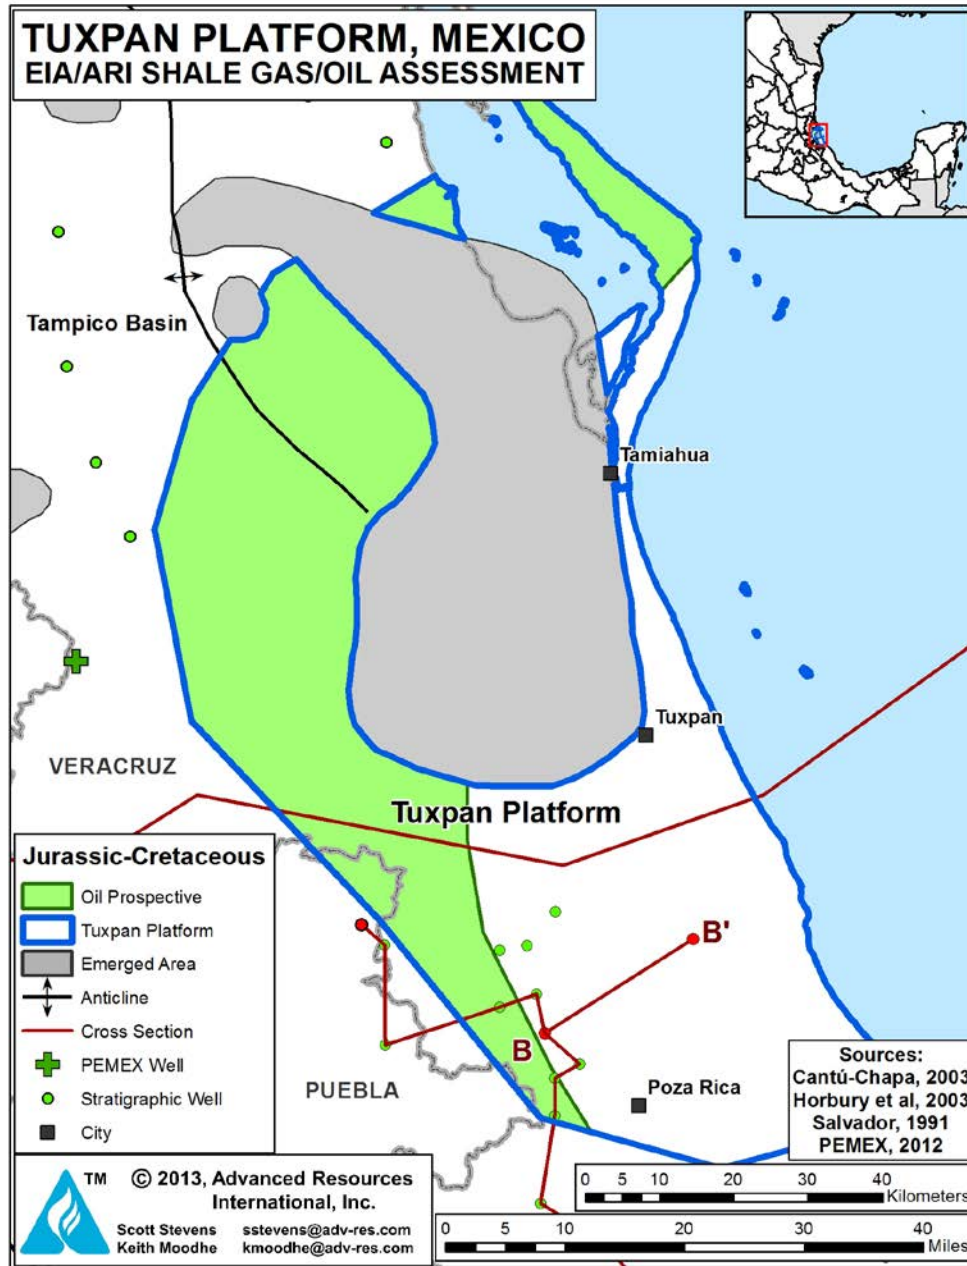 TUXPAN PLATFORM, MEXICO
EIA/ARI SHALE GAS/OIL ASSESSMENT
Tampico Basin
Tamiahua
Tuxpan
VERACRUZ
Tuxpan Platform
Jurassic-Cretaceous
Oil Prospective
Tuxpan Platform
Emerged Area
Anticline
Cross Section
PEMEX Well
Stratigraphic Well
City
B'
B
PUEBLA
Poza Rica
Sources:
Cantú-Chapa, 2003
Horbury et al, 2003
Salvador, 1991
PEMEX, 2012
TM
© 2013, Advanced Resources
International, Inc.
Scott Stevens sstevens@adv-res.com
Keith Moodhe kmoodhe@adv-res.com
0 5 10 20 30 40
Kilometers
0 5 10 20 30 40
Miles